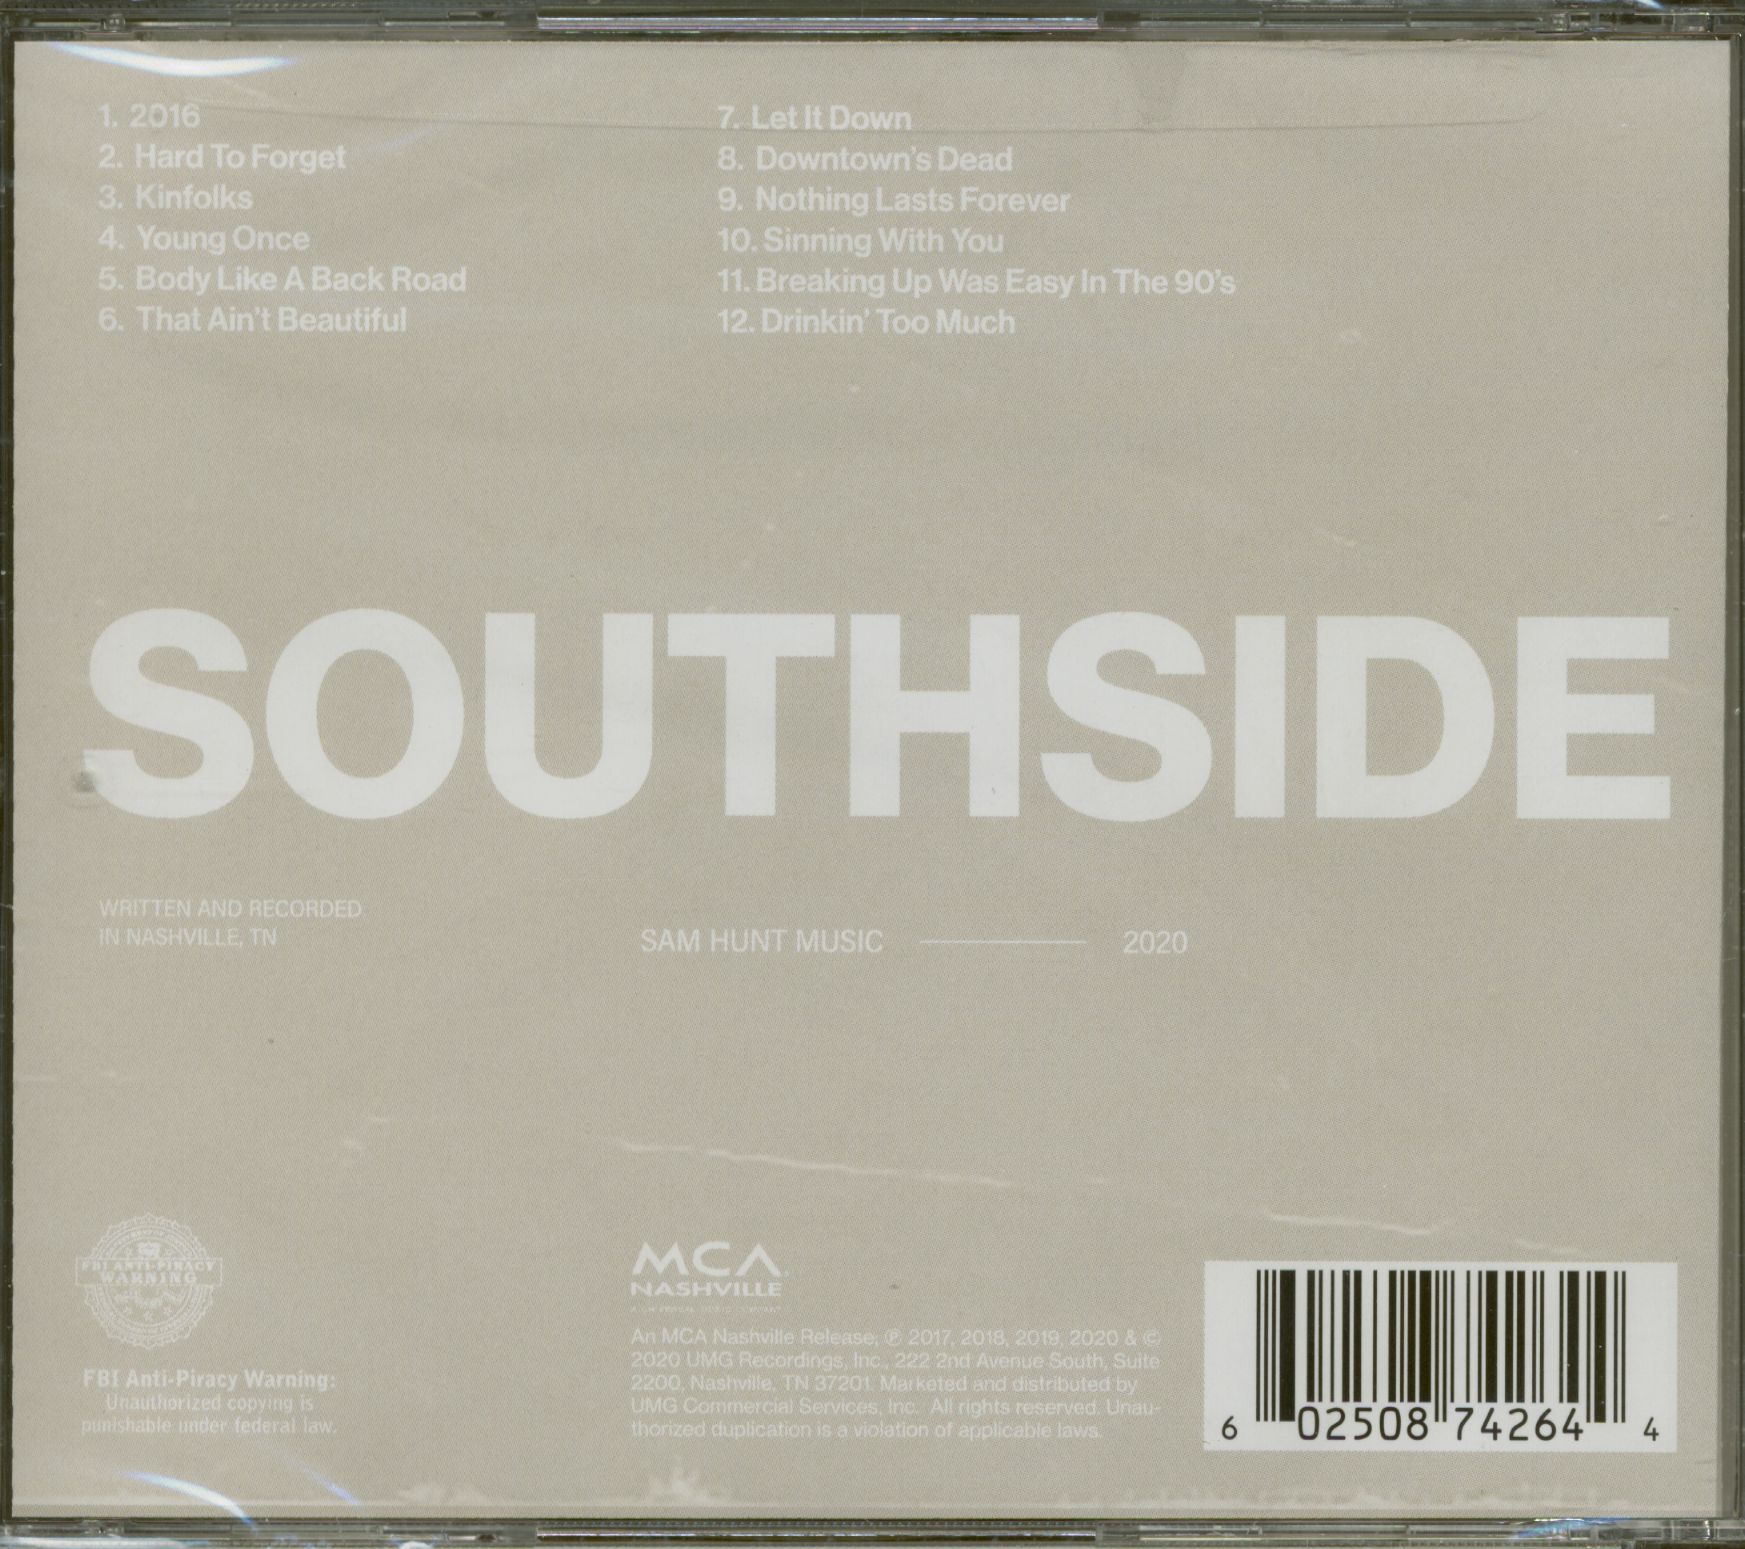 1. 2016
2. Hard To Forget
3. Kinfolks
4. Young Once
5. Body Like A Back Road
6. That Ain't Beautiful
7. Let It Down
8. Downtown's Dead
9. Nothing Lasts Forever
10. Sinning With You
11. Breaking Up Was Easy In The 90's
12. Drinkin' Too Much
SOUTHSIDE
WRITTEN AND RECORDED
IN NASHVILLE, TN
SAM HUNT MUSIC 2020
FBI ANTI-PIRACY
WARNING
FBI Anti-Piracy Warning:
Unauthorized copying is
punishable under federal law.
MCA
NASHVILLE
An MCA Nashville Release, ℗ 2017, 2018, 2019, 2020 & ©
2020 UMG Recordings, Inc., 222 2nd Avenue South, Suite
2200, Nashville, TN 37201. Marketed and distributed by
UMG Commercial Services, Inc. All rights reserved. Unau-
thorized duplication is a violation of applicable laws.
6 02508 74264 4